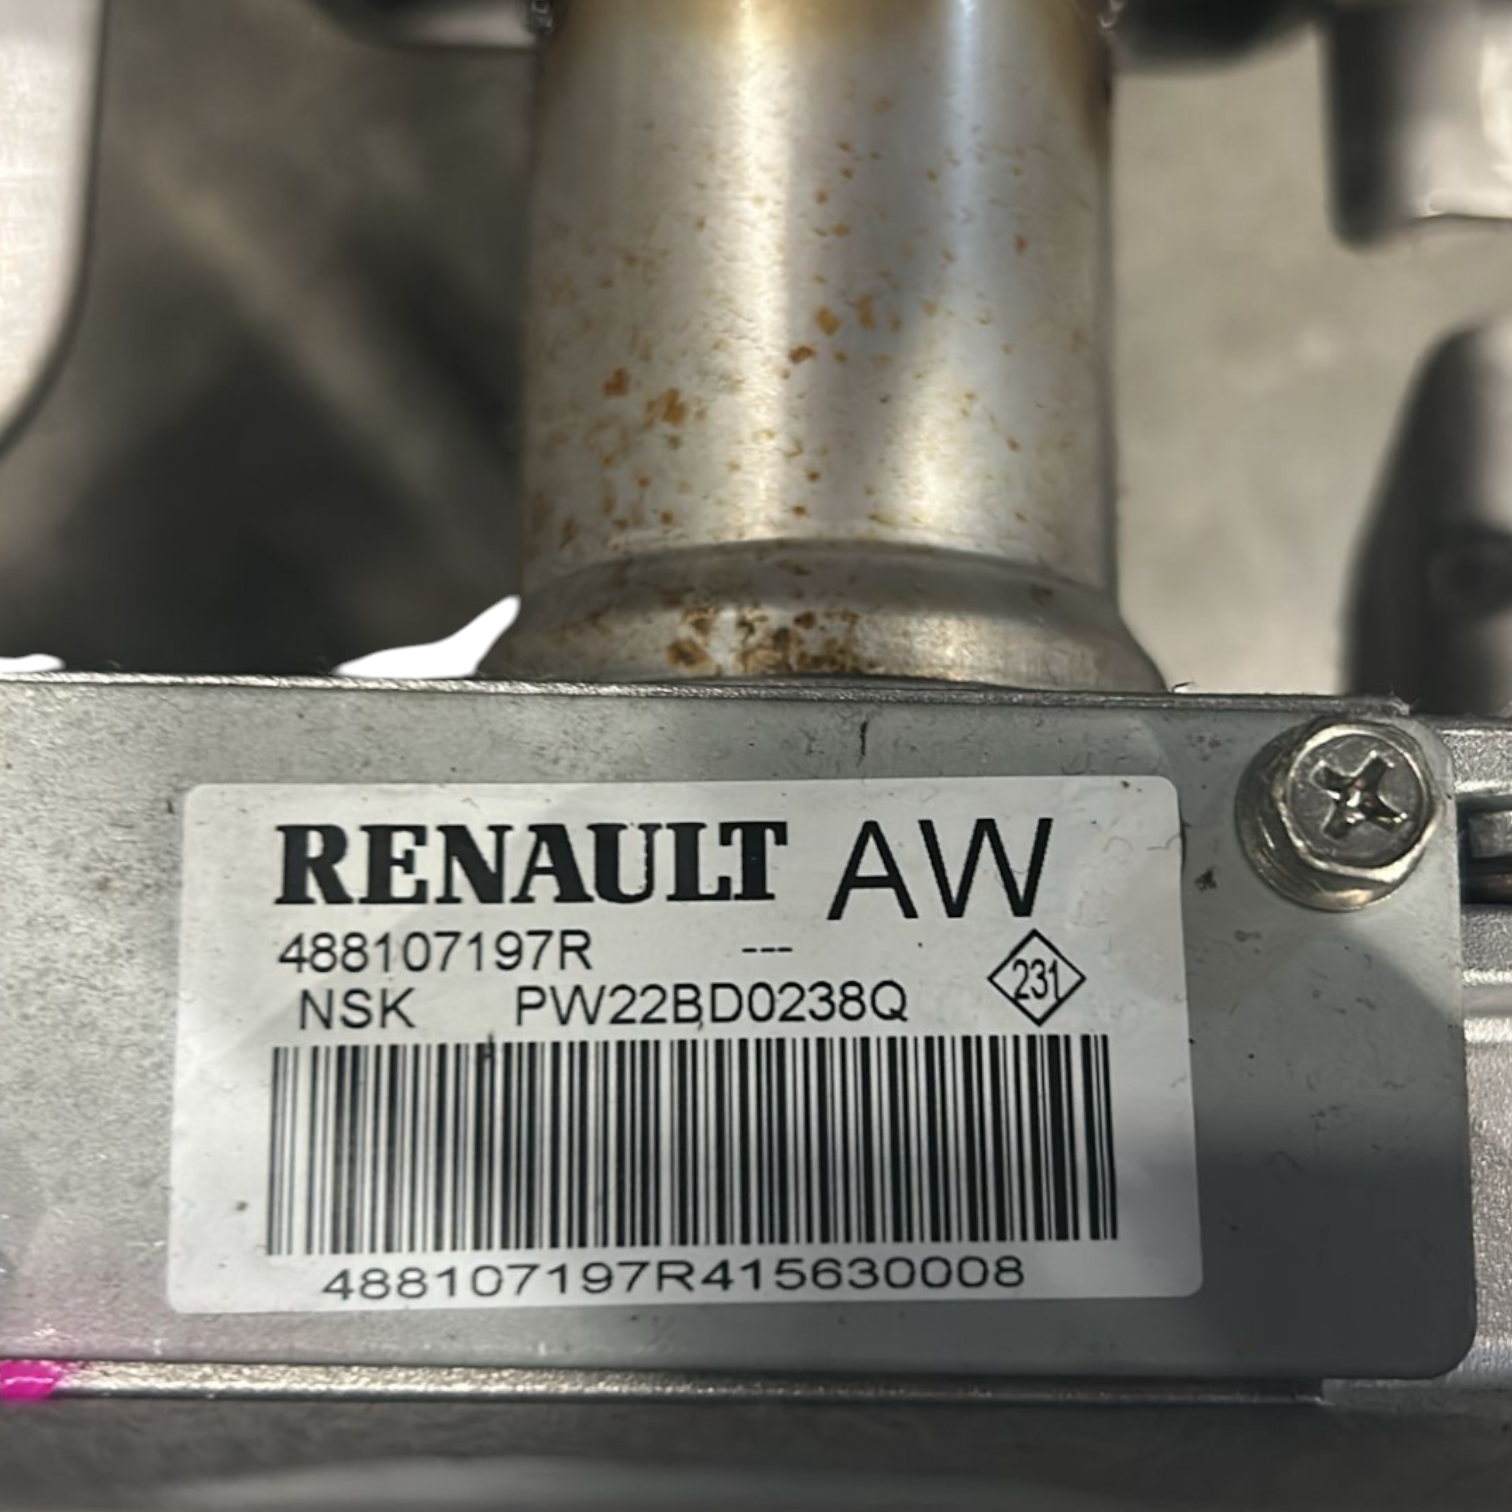 RENAULT AW
488107197R ---
NSK PW22BD0238Q 231
488107197R415630008